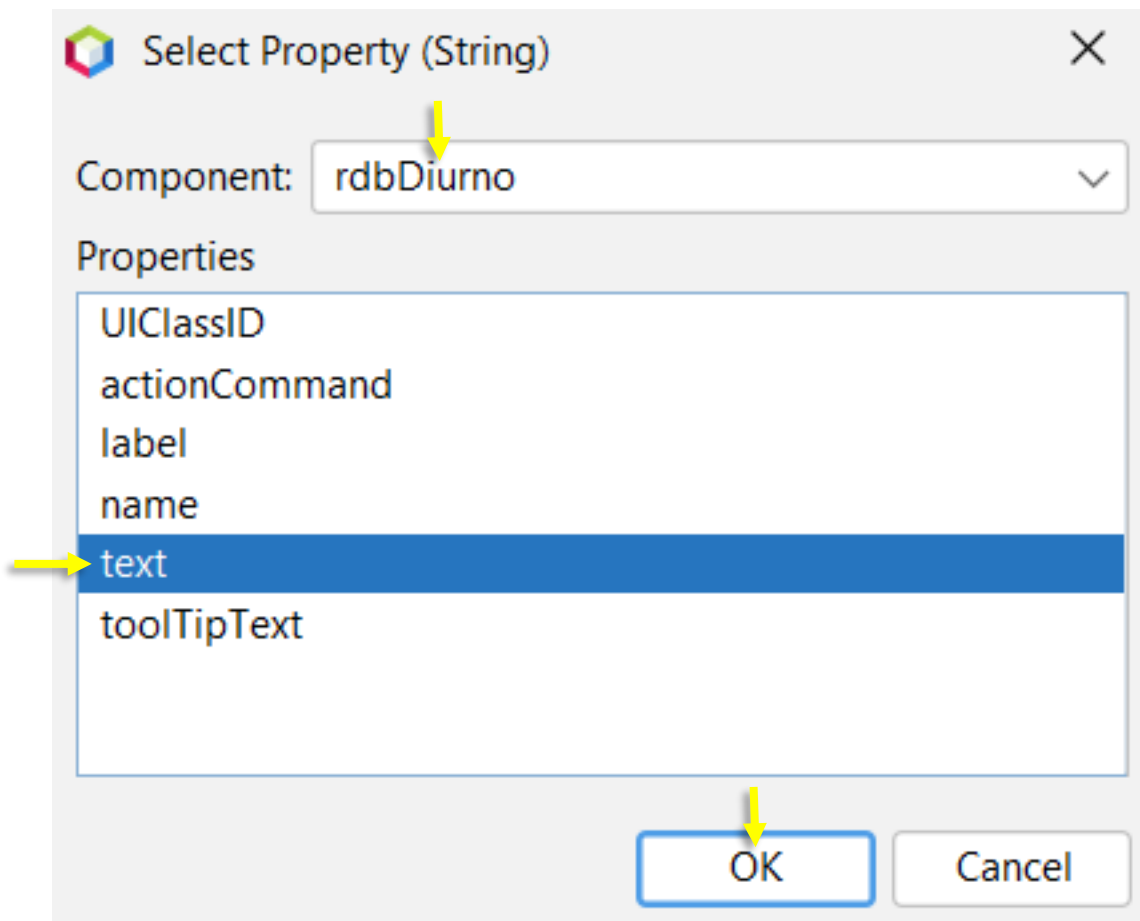 Select Property (String)
Component: rdbDiurno
Properties
UIClassID
actionCommand
label
name
text
toolTipText
OK Cancel